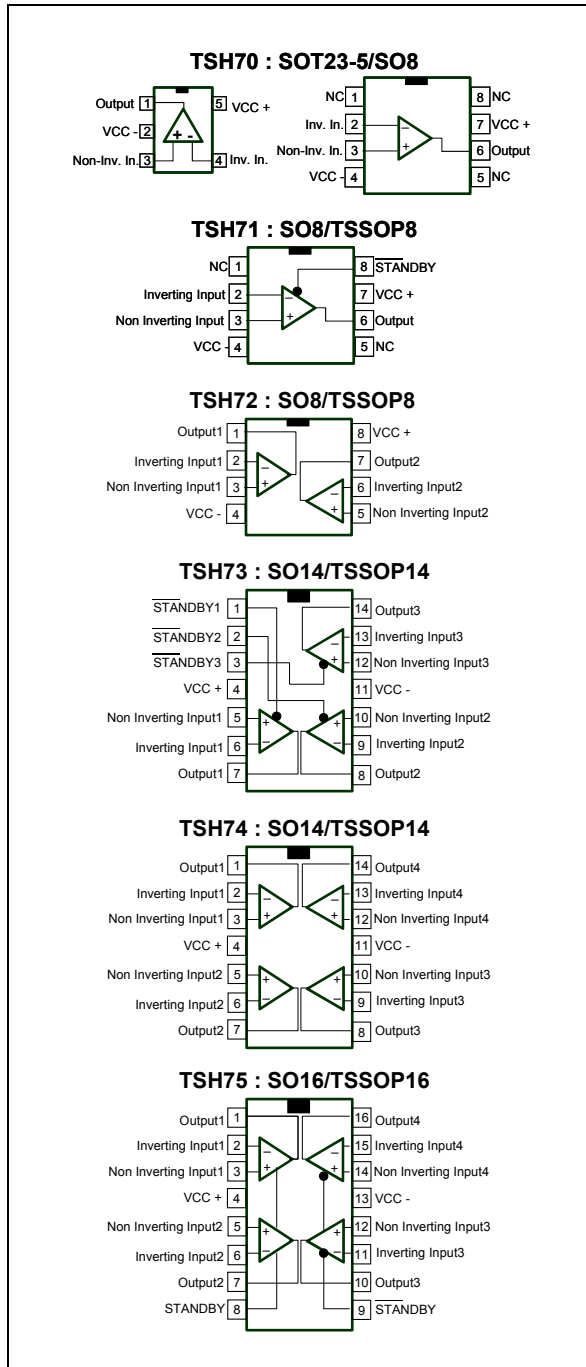 TSH70 : SOT23-5/SO8
Output 1 5 VCC +
VCC - 2
Non-Inv. In. 3 4 Inv. In.
+ -
NC 1 8 NC
Inv. In. 2 − 7 VCC +
Non-Inv. In. 3 + 6 Output
VCC - 4 5 NC
TSH71 : SO8/TSSOP8
NC 1 8 STANDBY
Inverting Input 2 − 7 VCC +
Non Inverting Input 3 + 6 Output
VCC - 4 5 NC
TSH72 : SO8/TSSOP8
Output1 1 8 VCC +
Inverting Input1 2 − 7 Output2
Non Inverting Input1 3 + − 6 Inverting Input2
VCC - 4 + 5 Non Inverting Input2
TSH73 : SO14/TSSOP14
STANDBY1 1 14 Output3
STANDBY2 2 − 13 Inverting Input3
STANDBY3 3 + 12 Non Inverting Input3
VCC + 4 11 VCC -
Non Inverting Input1 5 + + 10 Non Inverting Input2
Inverting Input1 6 − − 9 Inverting Input2
Output1 7 8 Output2
TSH74 : SO14/TSSOP14
Output1 1 14 Output4
Inverting Input1 2 − − 13 Inverting Input4
Non Inverting Input1 3 + + 12 Non Inverting Input4
VCC + 4 11 VCC -
Non Inverting Input2 5 + + 10 Non Inverting Input3
Inverting Input2 6 − − 9 Inverting Input3
Output2 7 8 Output3
TSH75 : SO16/TSSOP16
Output1 1 16 Output4
Inverting Input1 2 − − 15 Inverting Input4
Non Inverting Input1 3 + + 14 Non Inverting Input4
VCC + 4 13 VCC -
Non Inverting Input2 5 + + 12 Non Inverting Input3
Inverting Input2 6 − − 11 Inverting Input3
Output2 7 10 Output3
STANDBY 8 9 STANDBY